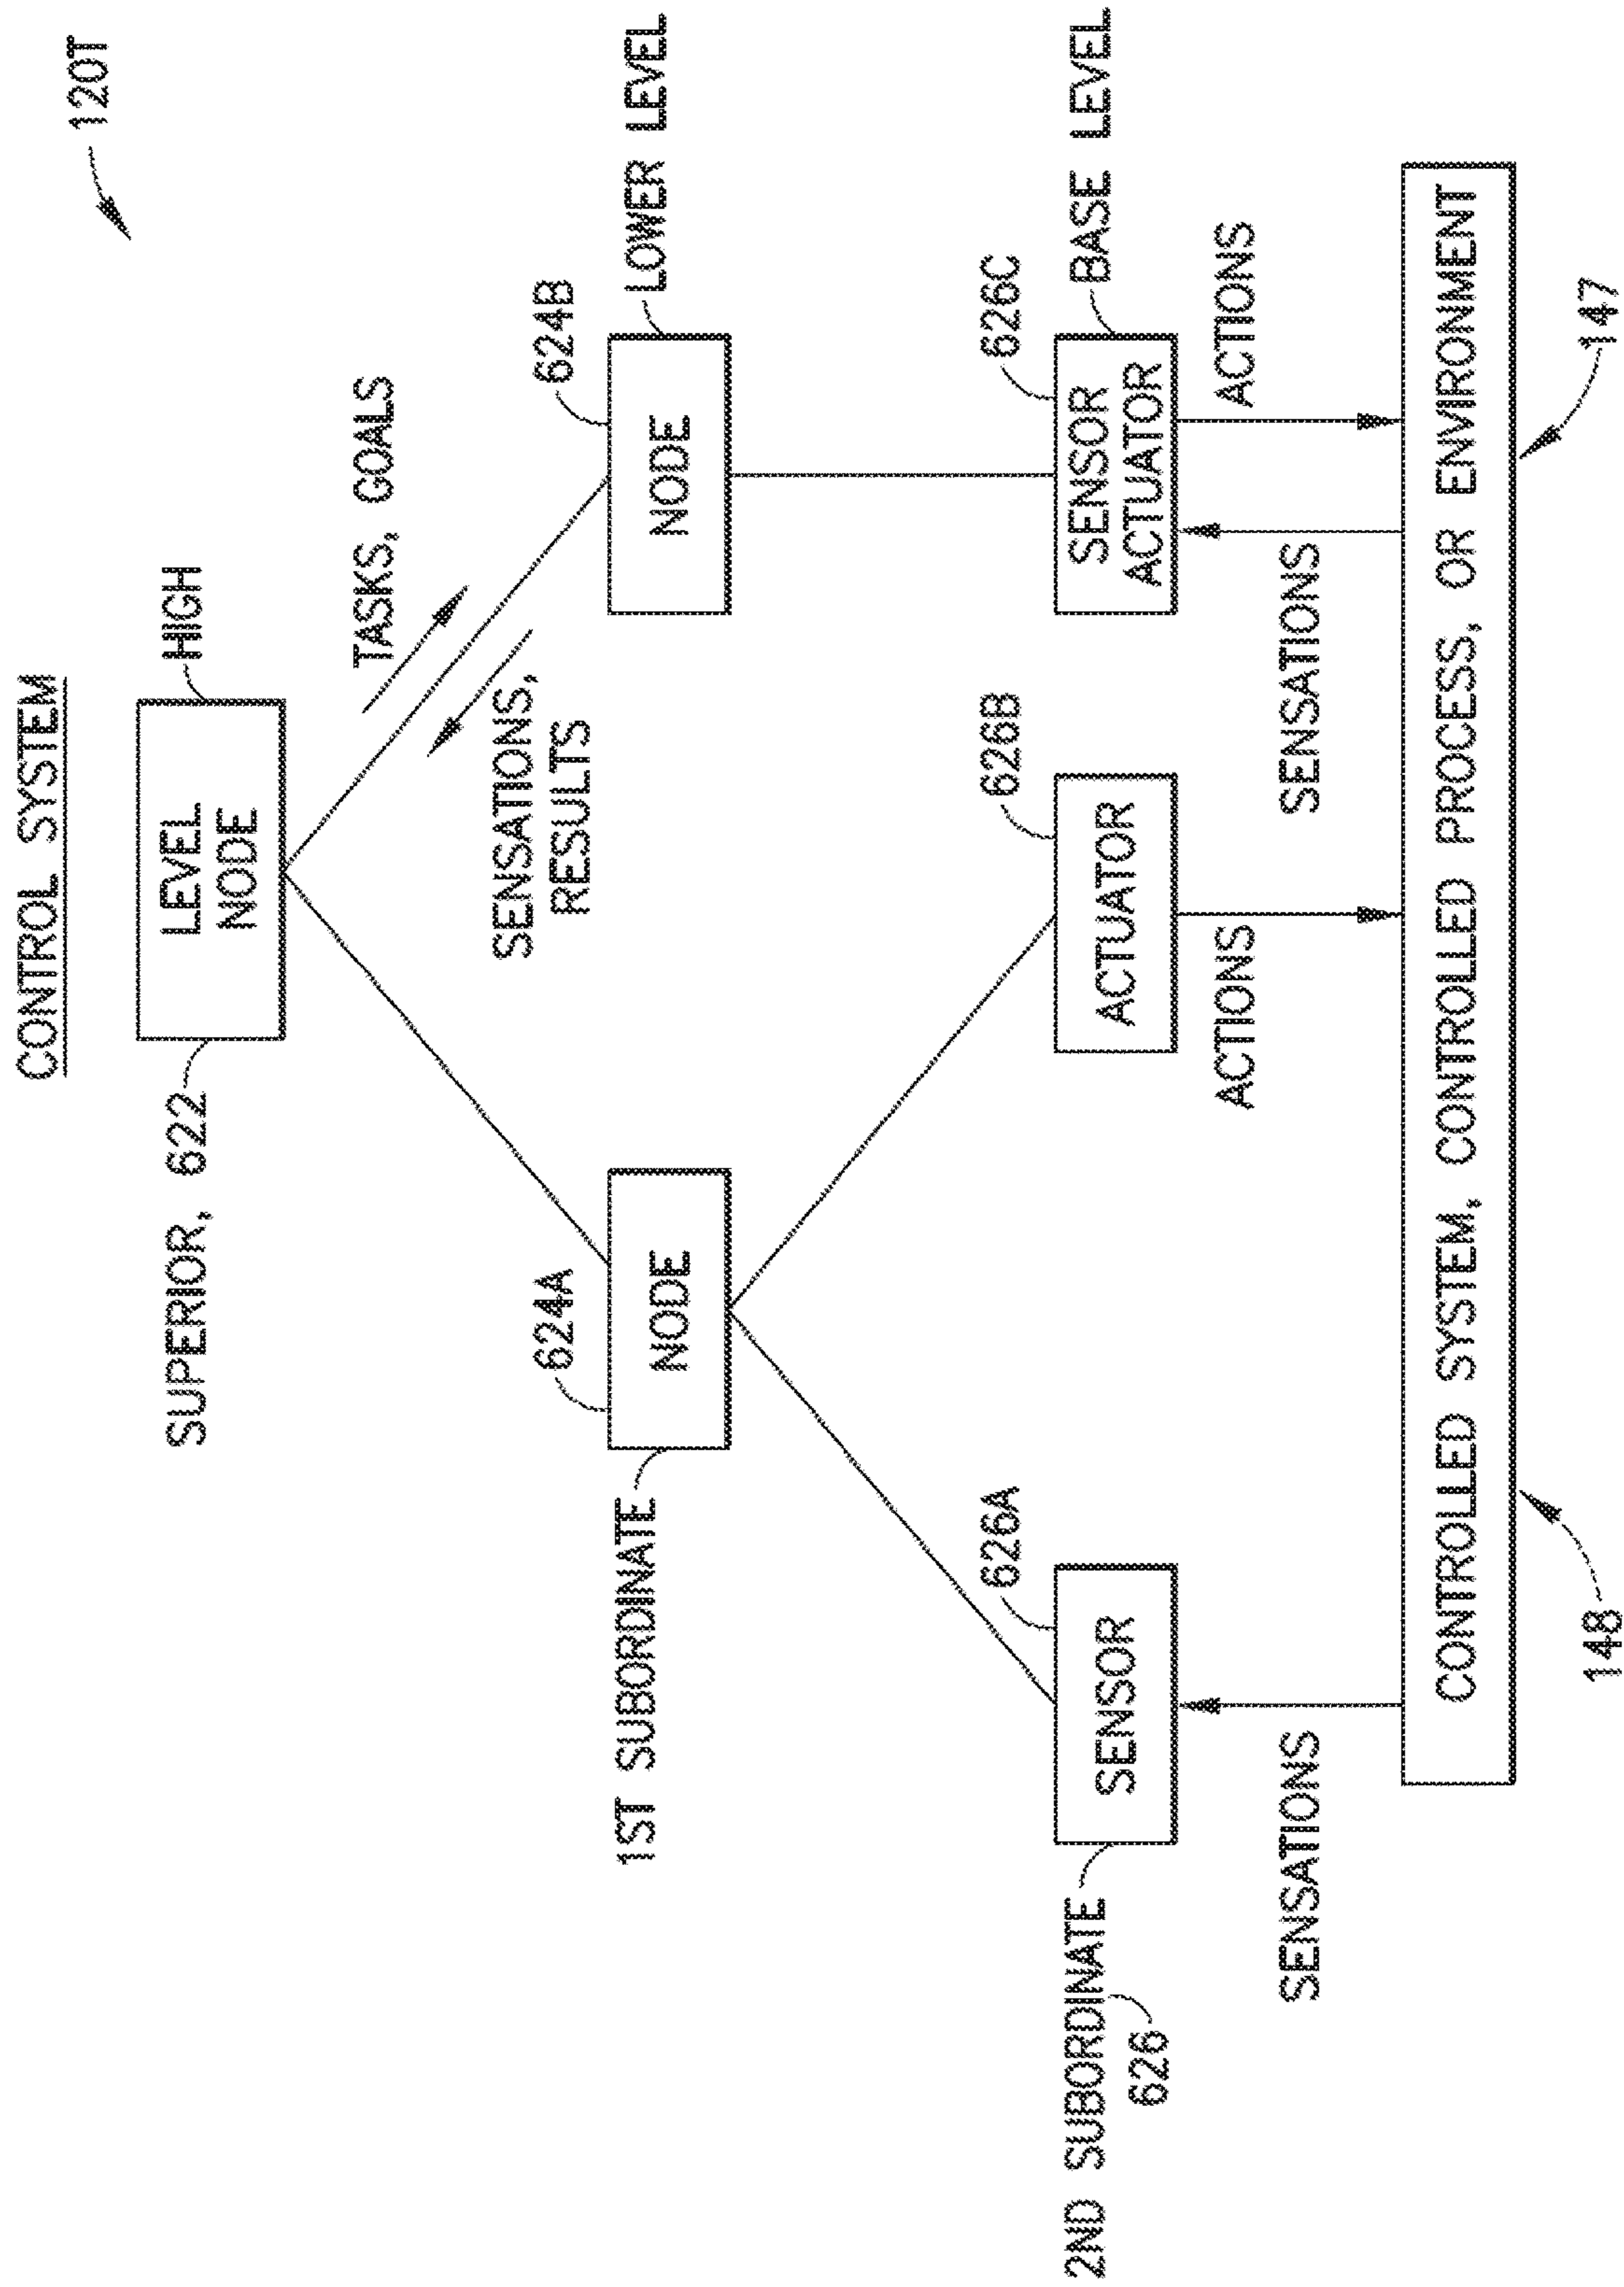 CONTROL SYSTEM
120T
SUPERIOR, 622
LEVEL
NODE
HIGH
TASKS, GOALS
SENSATIONS,
RESULTS
624A
624B
1ST SUBORDINATE
NODE
NODE
LOWER LEVEL
626A
626B
626C
2ND SUBORDINATE
626
SENSOR
ACTUATOR
SENSOR
ACTUATOR
BASE LEVEL
SENSATIONS
ACTIONS
SENSATIONS
ACTIONS
CONTROLLED SYSTEM, CONTROLLED PROCESS, OR ENVIRONMENT
148
147